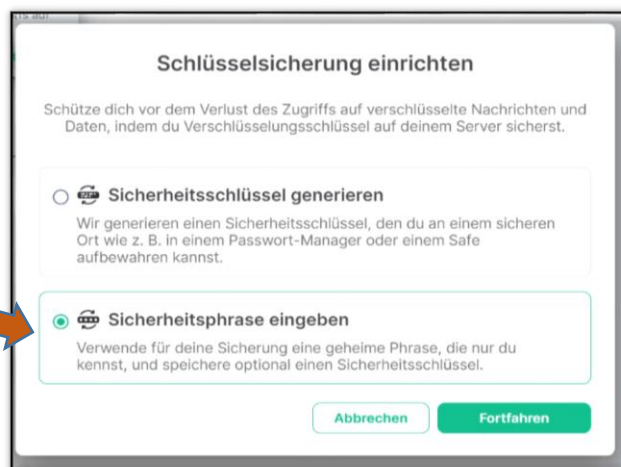 Schlüsselsicherung einrichten
Schütze dich vor dem Verlust des Zugriffs auf verschlüsselte Nachrichten und
Daten, indem du Verschlüsselungsschlüssel auf deinem Server sicherst.
Sicherheitsschlüssel generieren
Wir generieren einen Sicherheitsschlüssel, den du an einem sicheren
Ort wie z. B. in einem Passwort-Manager oder einem Safe
aufbewahren kannst.
Sicherheitsphrase eingeben
Verwende für deine Sicherung eine geheime Phrase, die nur du
kennst, und speichere optional einen Sicherheitsschlüssel.
Abbrechen Fortfahren